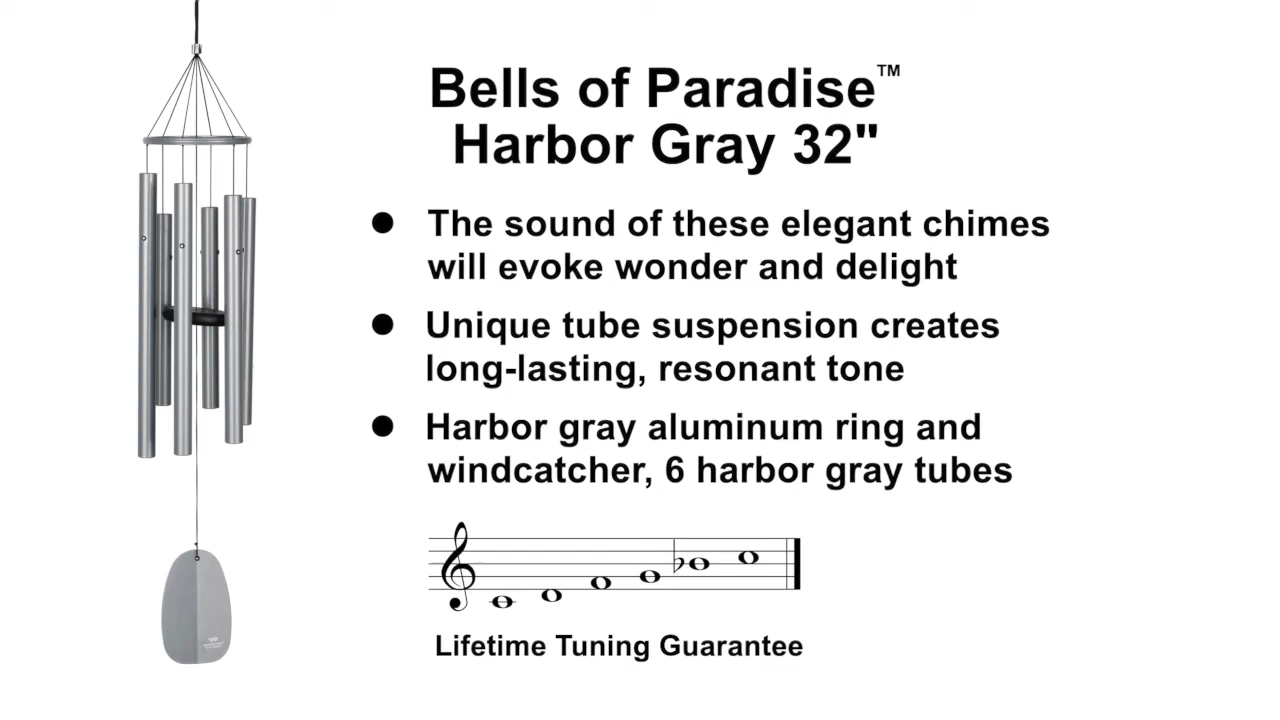 Bells of Paradise™
Harbor Gray 32"
● The sound of these elegant chimes
will evoke wonder and delight
● Unique tube suspension creates
long-lasting, resonant tone
● Harbor gray aluminum ring and
windcatcher, 6 harbor gray tubes
Lifetime Tuning Guarantee